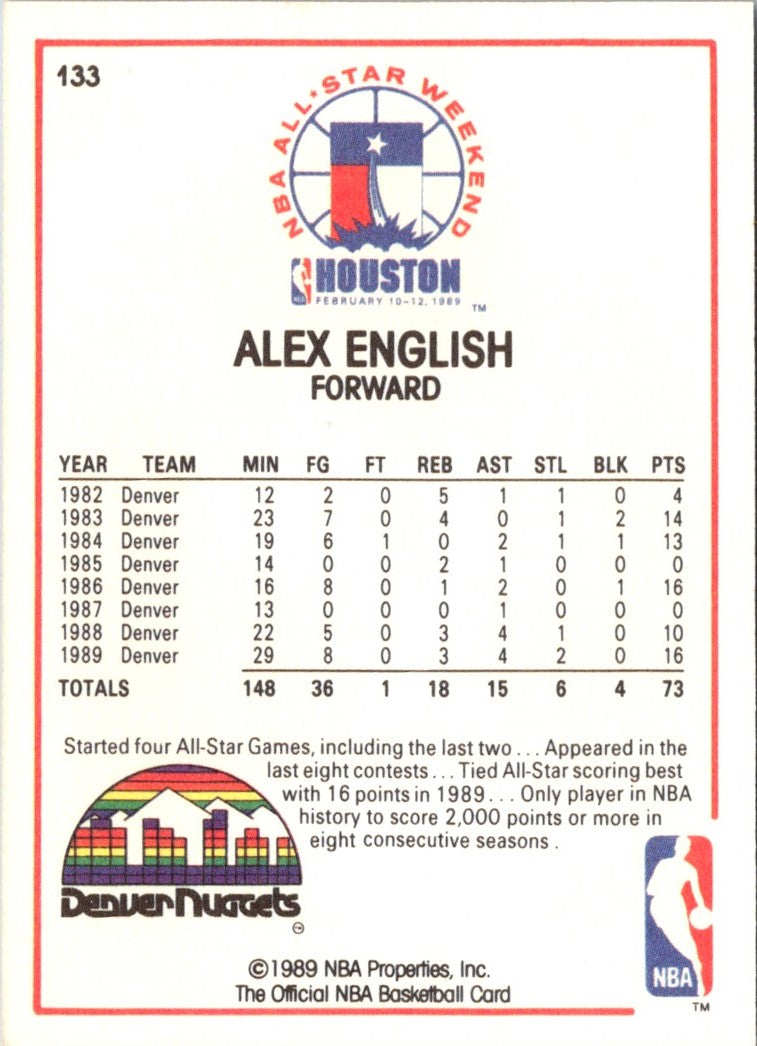 133
NBA ALL★STAR WEEKEND
NBA HOUSTON
FEBRUARY 10-12, 1989 TM
ALEX ENGLISH
FORWARD
YEAR TEAM MIN FG FT REB AST STL BLK PTS
1982 Denver 12 2 0 5 1 1 0 4
1983 Denver 23 7 0 4 0 1 2 14
1984 Denver 19 6 1 0 2 1 1 13
1985 Denver 14 0 0 2 1 0 0 0
1986 Denver 16 8 0 1 2 0 1 16
1987 Denver 13 0 0 0 1 0 0 0
1988 Denver 22 5 0 3 4 1 0 10
1989 Denver 29 8 0 3 4 2 0 16
TOTALS 148 36 1 18 15 6 4 73
Started four All-Star Games, including the last two . . . Appeared in the
last eight contests . . . Tied All-Star scoring best
with 16 points in 1989 . . . Only player in NBA
history to score 2,000 points or more in
eight consecutive seasons .
Denver Nuggets
TM
©1989 NBA Properties, Inc.
The Official NBA Basketball Card
NBA
TM